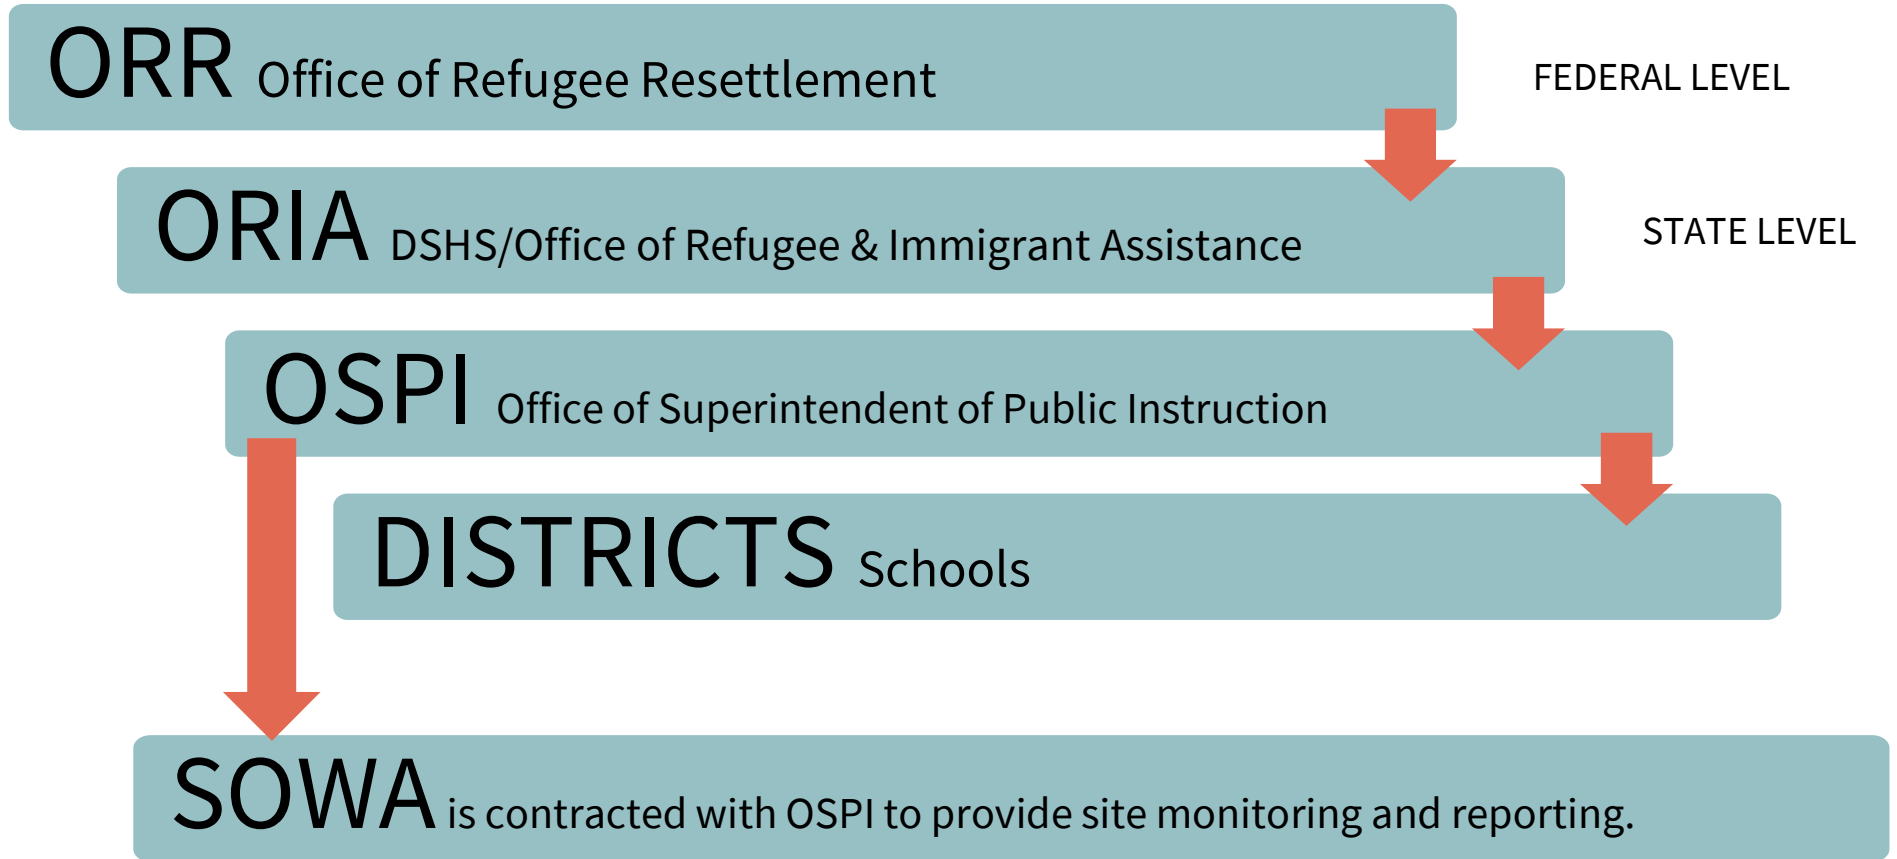 ORR Office of Refugee Resettlement
FEDERAL LEVEL
ORIA DSHS/Office of Refugee & Immigrant Assistance
STATE LEVEL
OSPI Office of Superintendent of Public Instruction
DISTRICTS Schools
SOWA is contracted with OSPI to provide site monitoring and reporting.